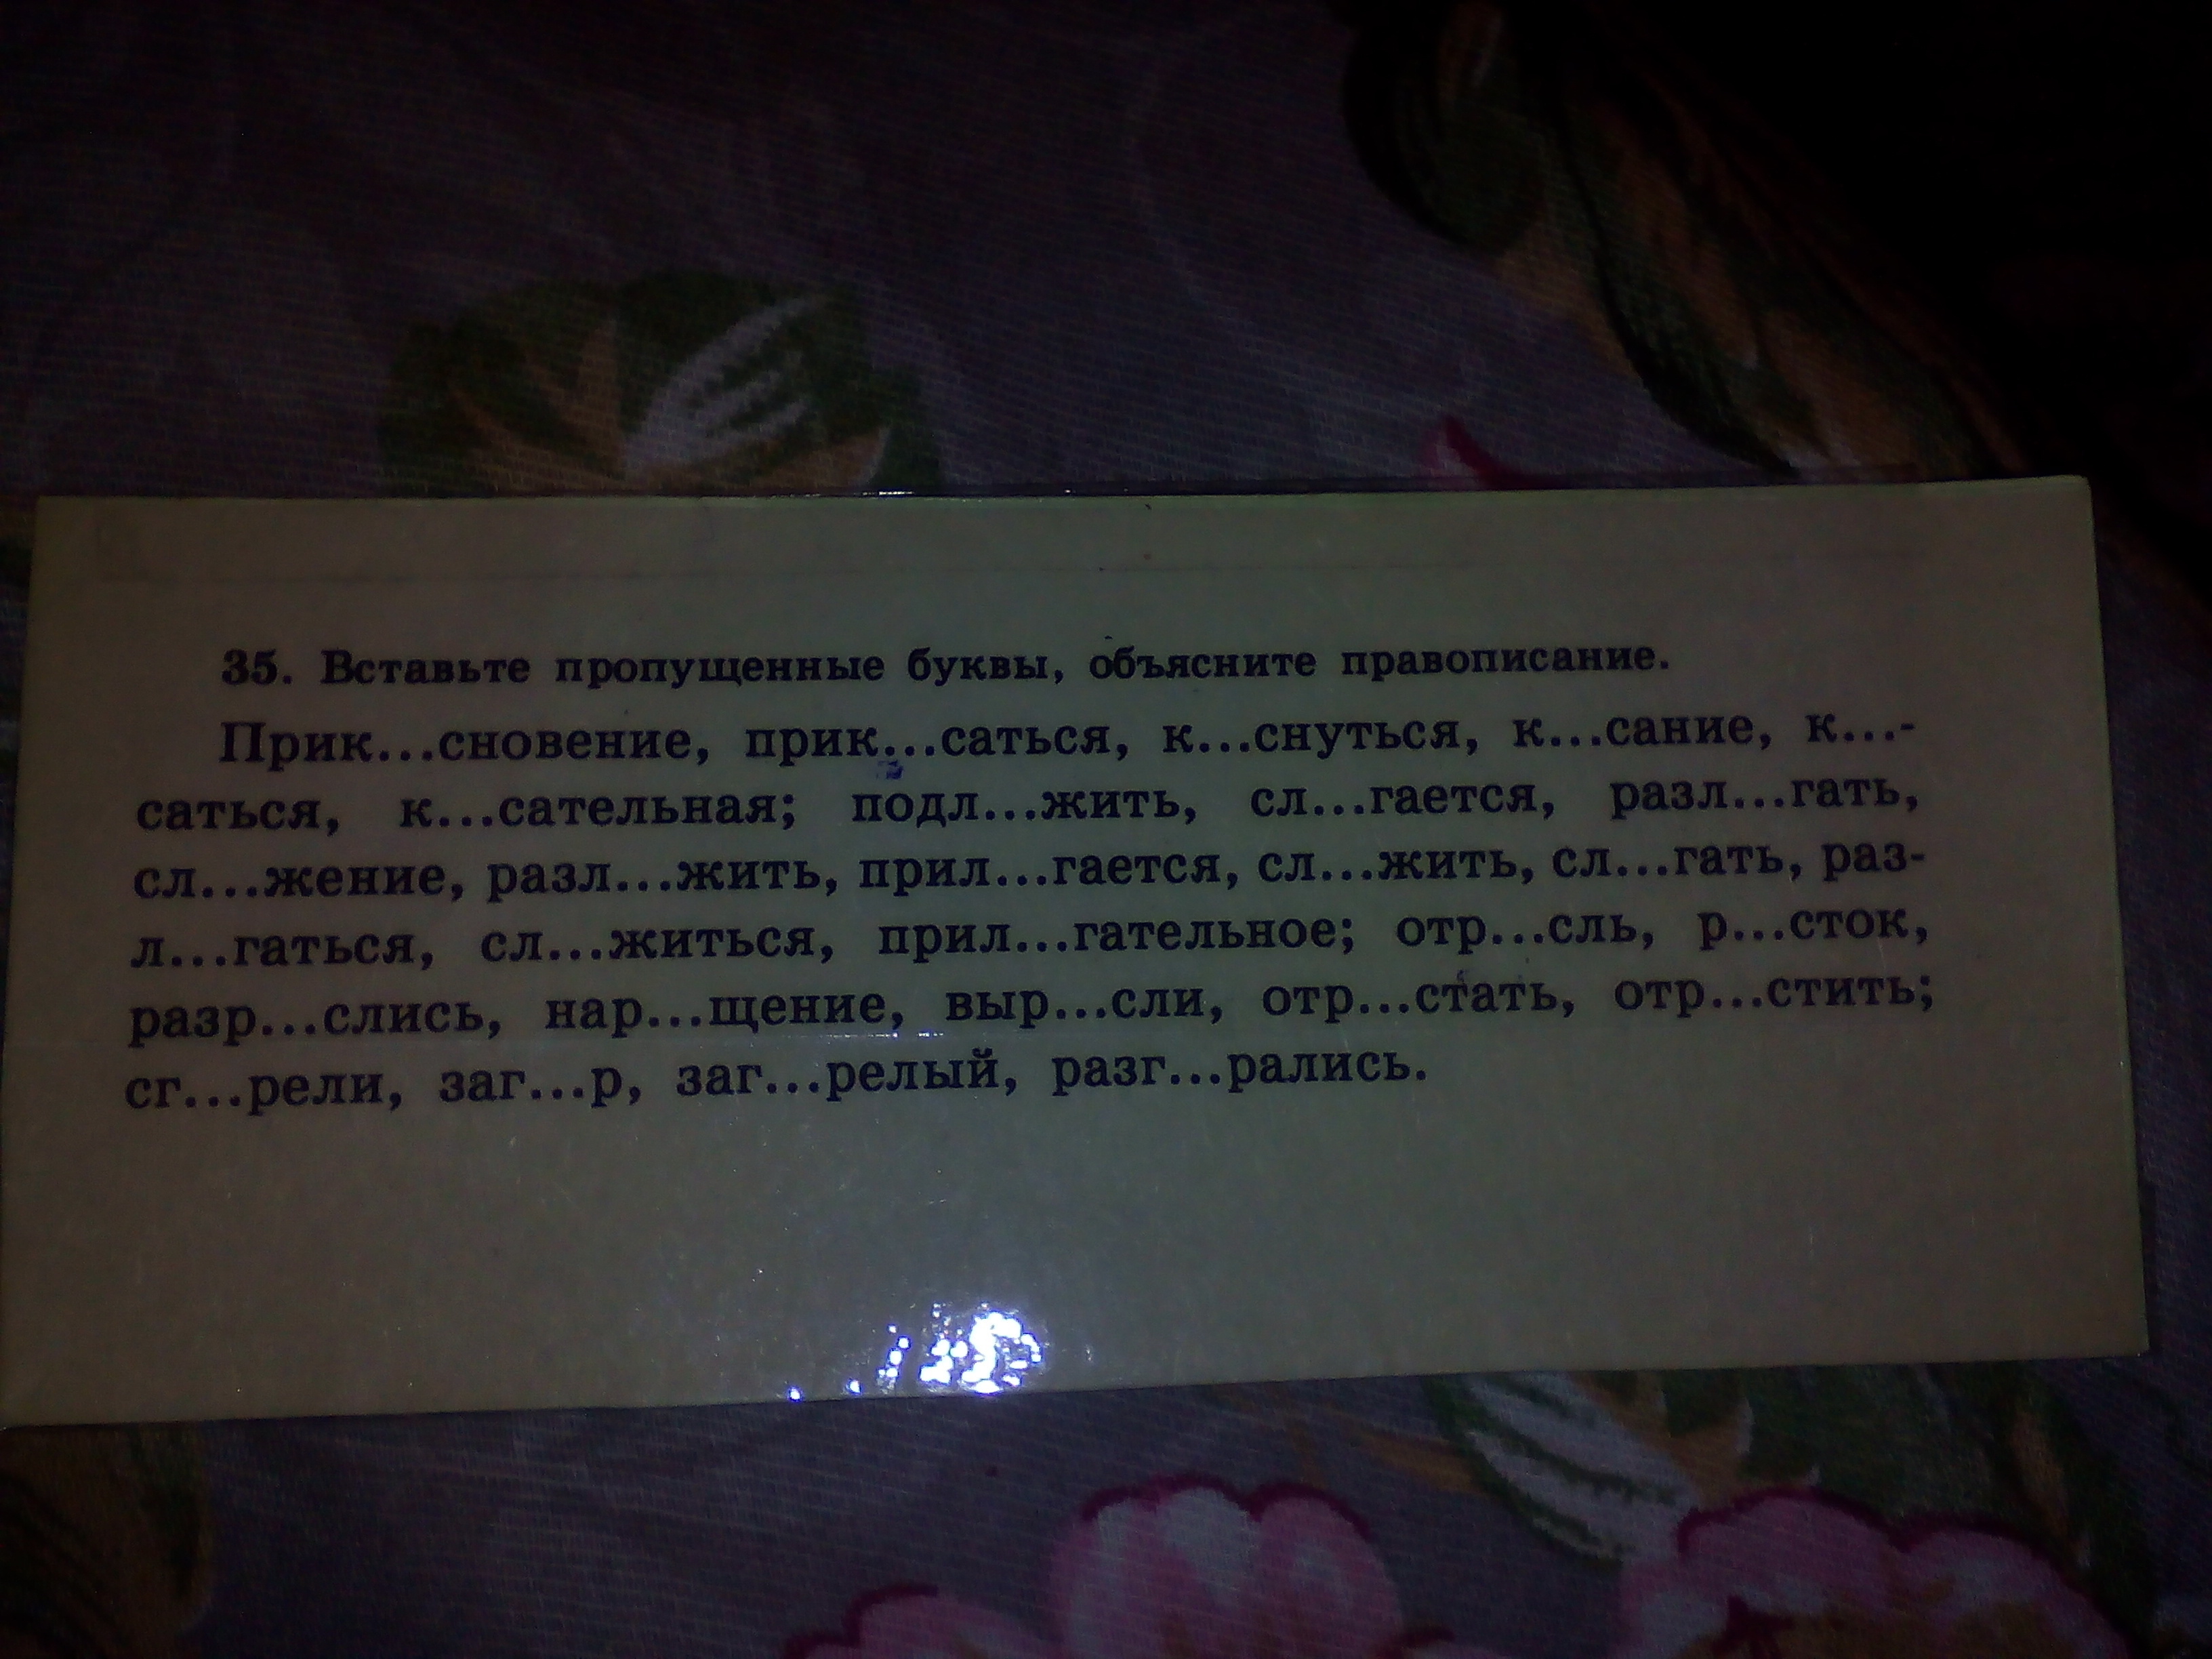 35. Вставьте пропущенные буквы, объясните правописание.
Прик...сновение, прик...саться, к...снуться, к...сание, к...-
саться, к...сательная; подл...жить, сл...гается, разл...гать,
сл...жение, разл...жить, прил...гается, сл...жить, сл...гать, раз-
л...гаться, сл...житься, прил...гательное; отр...сль, р...сток,
разр...слись, нар...щение, выр...сли, отр...стать, отр...стить;
сг...рели, заг...р, заг...релый, разг...рались.